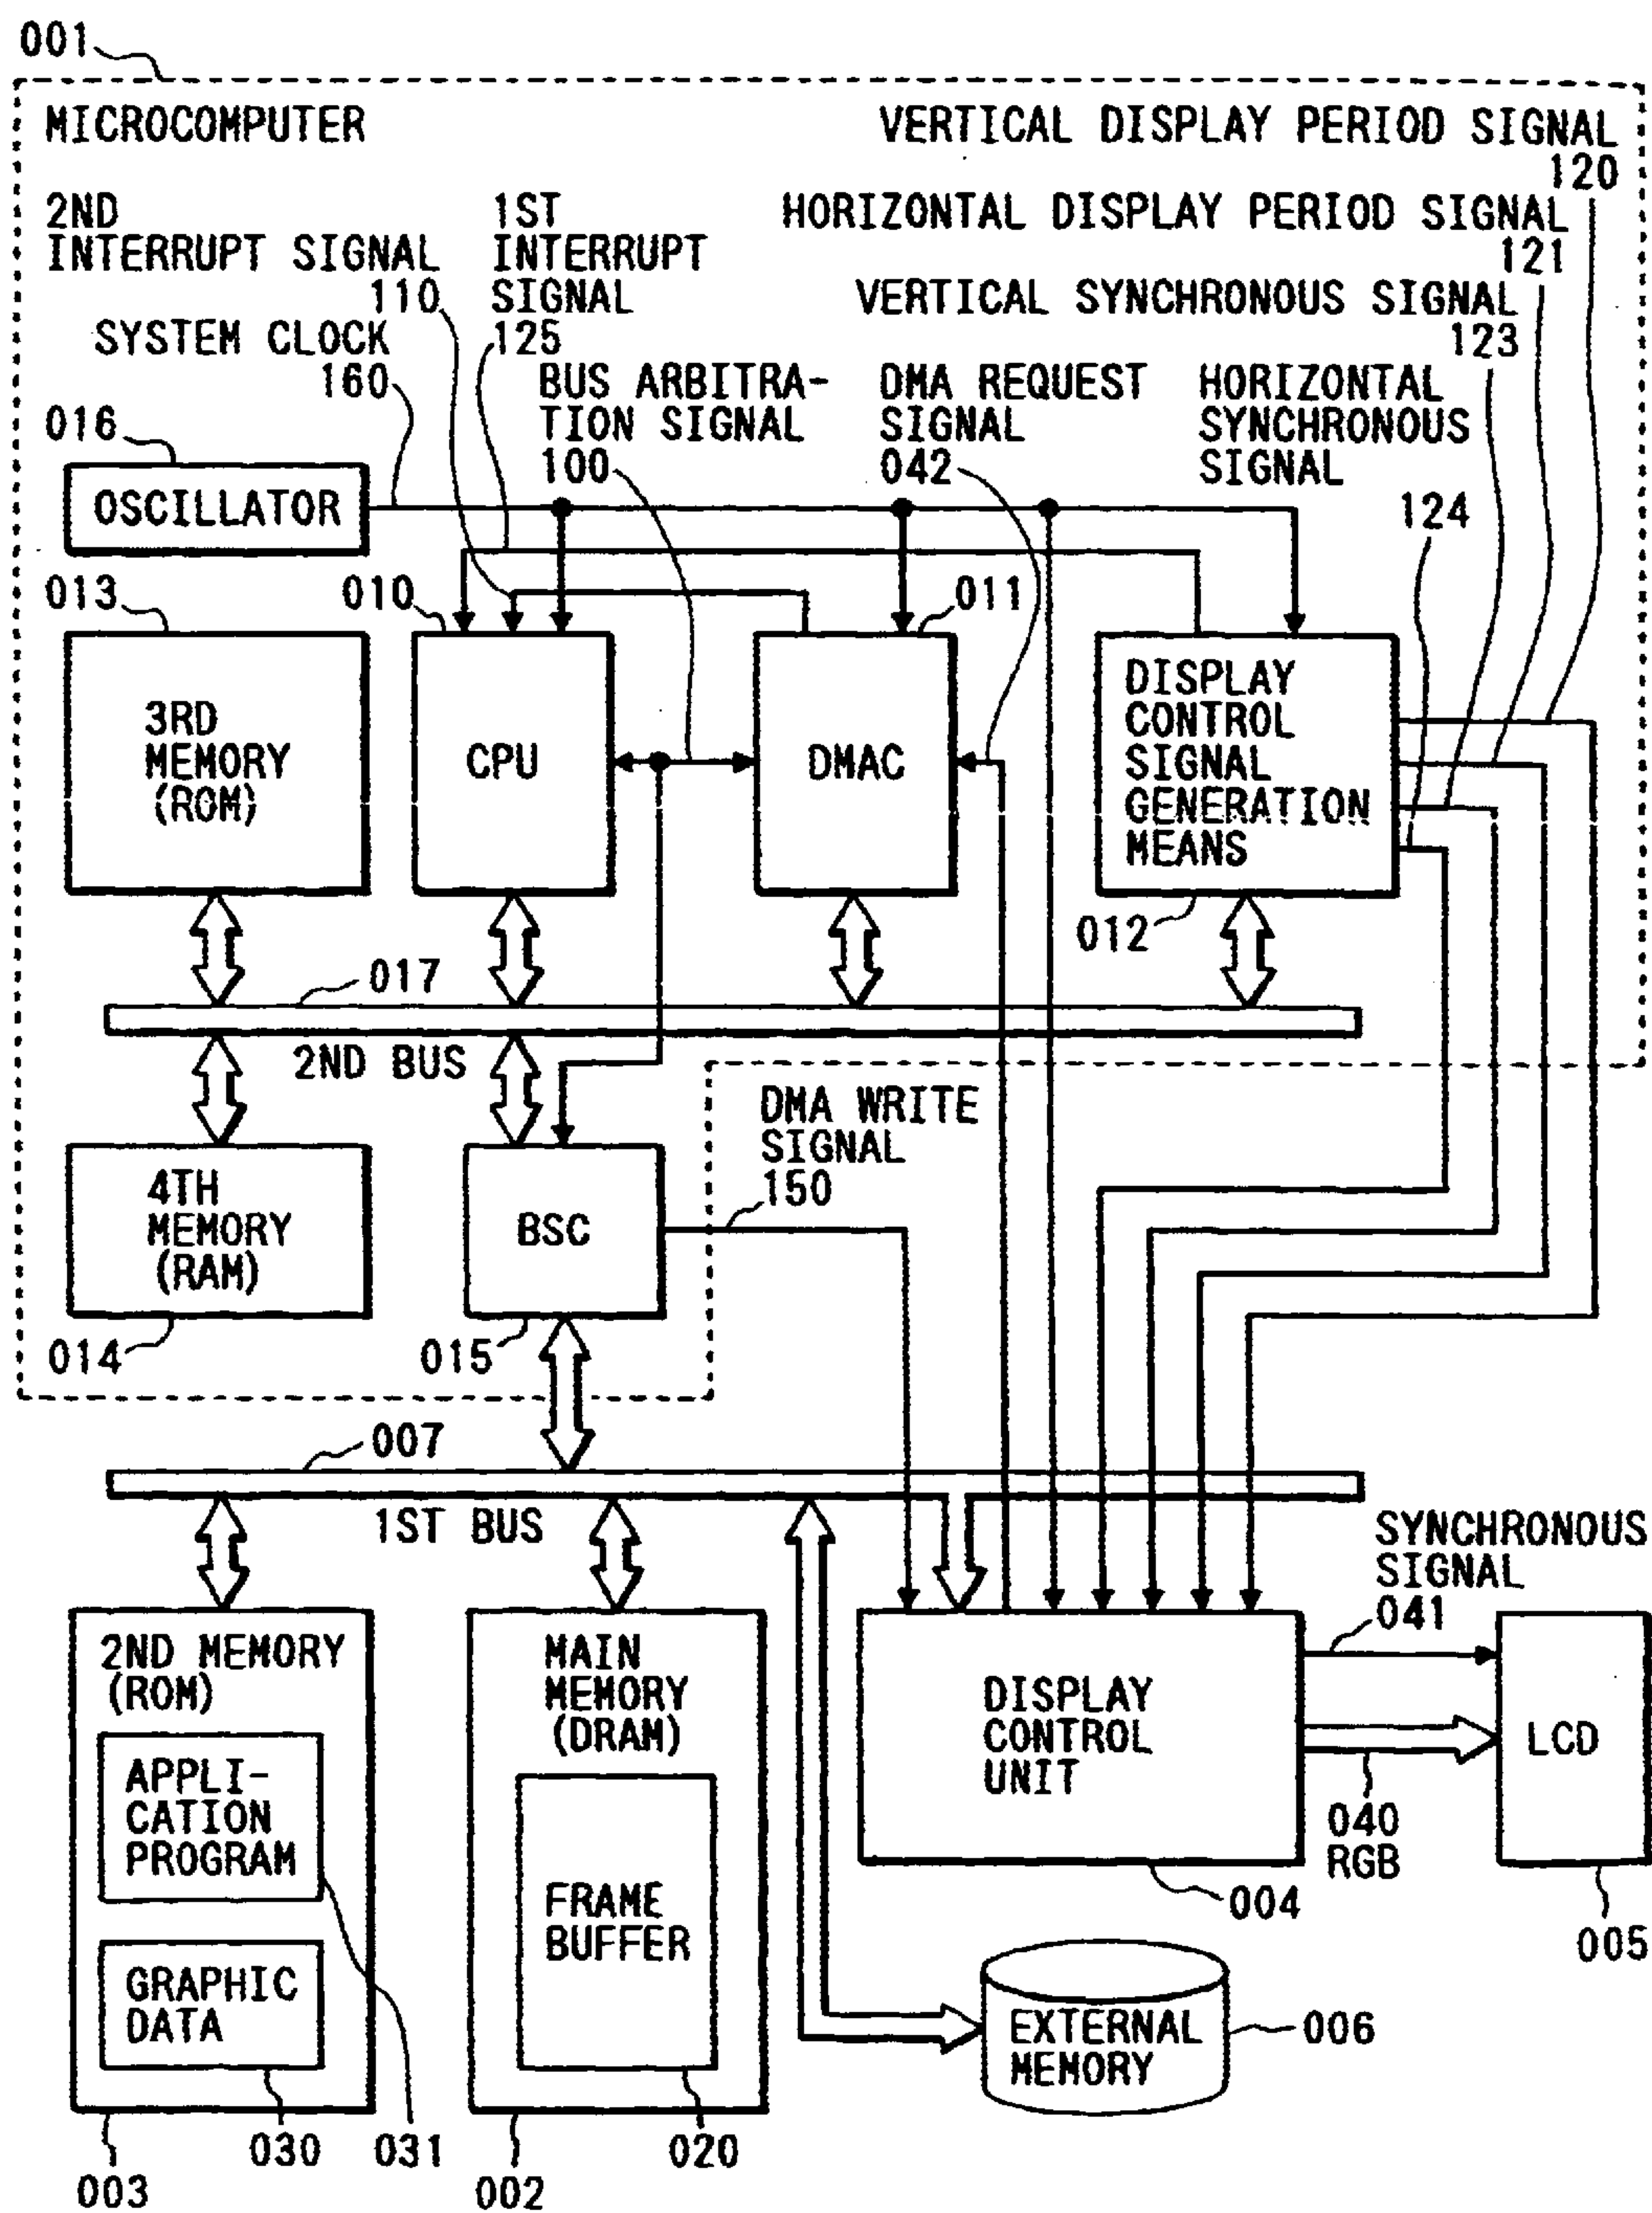 001
MICROCOMPUTER
VERTICAL DISPLAY PERIOD SIGNAL
120
2ND
INTERRUPT SIGNAL
110
1ST
INTERRUPT
SIGNAL
125
HORIZONTAL DISPLAY PERIOD SIGNAL
121
VERTICAL SYNCHRONOUS SIGNAL
123
SYSTEM CLOCK
160
BUS ARBITRA-
TION SIGNAL
100
DMA REQUEST
SIGNAL
042
HORIZONTAL
SYNCHRONOUS
SIGNAL
124
016
OSCILLATOR
013
010
011
3RD
MEMORY
(ROM)
CPU
DMAC
DISPLAY
CONTROL
SIGNAL
GENERATION
MEANS
012
017
2ND BUS
DMA WRITE
SIGNAL
150
4TH
MEMORY
(RAM)
BSC
014
015
007
1ST BUS
SYNCHRONOUS
SIGNAL
041
2ND MEMORY
(ROM)
APPLI-
CATION
PROGRAM
GRAPHIC
DATA
MAIN
MEMORY
(DRAM)
FRAME
BUFFER
DISPLAY
CONTROL
UNIT
LCD
040
RGB
004
005
EXTERNAL
MEMORY
006
030
031
020
003
002